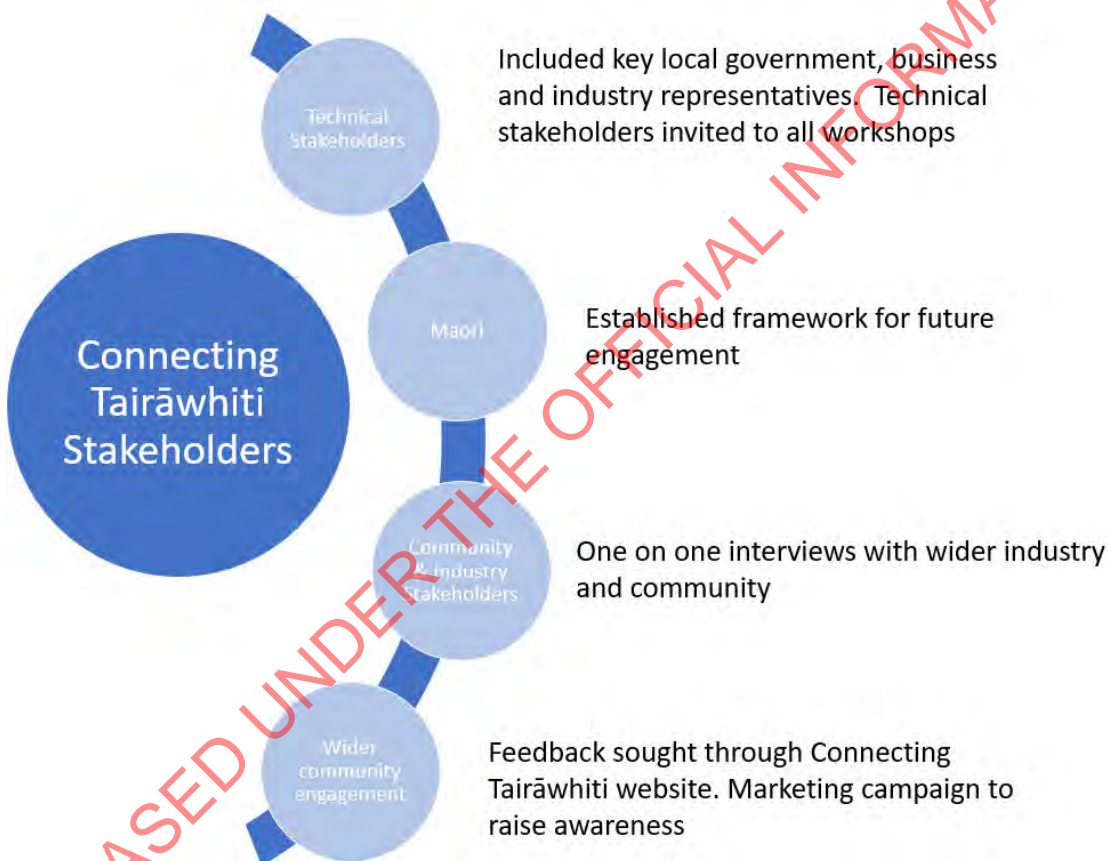 Technical
Stakeholders
Included key local government, business
and industry representatives. Technical
stakeholders invited to all workshops
Connecting
Tairāwhiti
Stakeholders
Maori
Established framework for future
engagement
Community
& Industry
Stakeholders
One on one interviews with wider industry
and community
Wider
community
engagement
Feedback sought through Connecting
Tairāwhiti website. Marketing campaign to
raise awareness
ASED UNDER THE OFFICIAL INFORMA